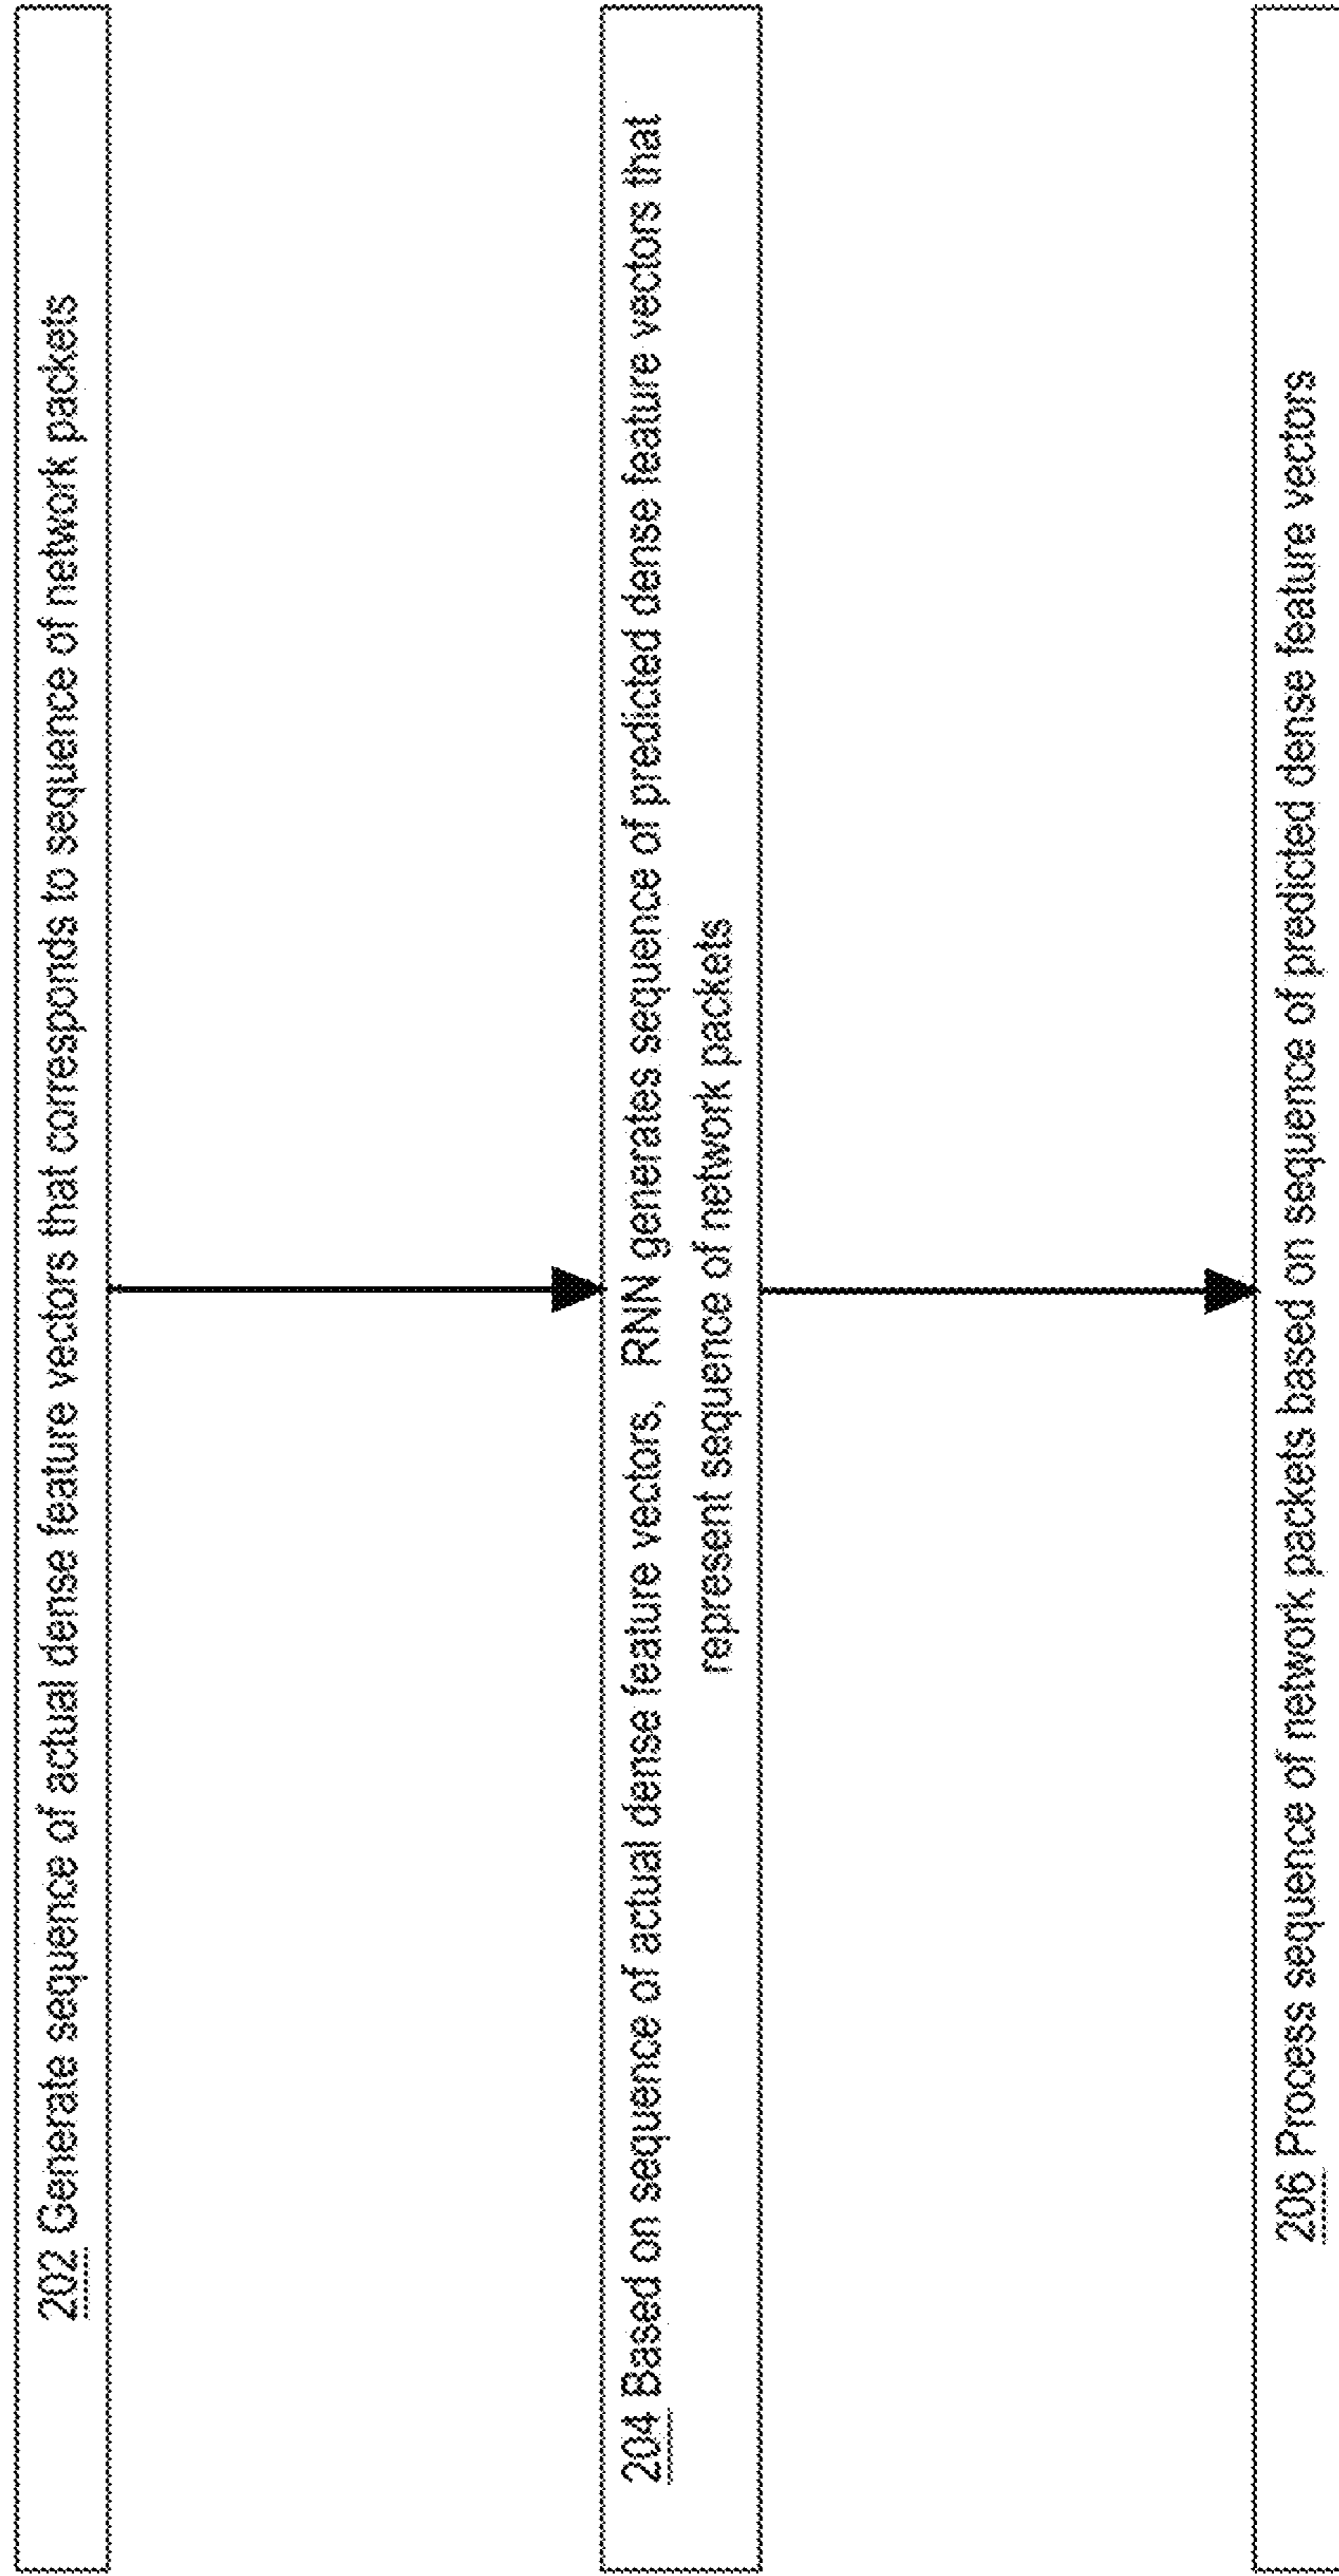 202 Generate sequence of actual dense feature vectors that corresponds to sequence of network packets
204 Based on sequence of actual dense feature vectors, RNN generates sequence of predicted dense feature vectors that
represent sequence of network packets
206 Process sequence of network packets based on sequence of predicted dense feature vectors